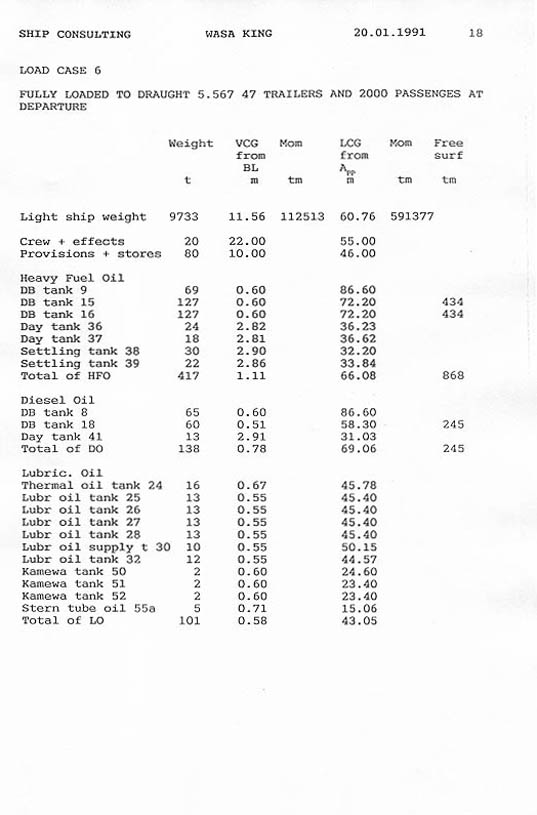 SHIP CONSULTING WASA KING 20.01.1991 18
LOAD CASE 6
FULLY LOADED TO DRAUGHT 5.567 47 TRAILERS AND 2000 PASSENGES AT
DEPARTURE
Weight VCG Mom LCG Mom Free
from from surf
BL App
t m tm m tm tm
Light ship weight 9733 11.56 112513 60.76 591377
Crew + effects 20 22.00 55.00
Provisions + stores 80 10.00 46.00
Heavy Fuel Oil
DB tank 9 69 0.60 86.60
DB tank 15 127 0.60 72.20 434
DB tank 16 127 0.60 72.20 434
Day tank 36 24 2.82 36.23
Day tank 37 18 2.81 36.62
Settling tank 38 30 2.90 32.20
Settling tank 39 22 2.86 33.84
Total of HFO 417 1.11 66.08 868
Diesel Oil
DB tank 8 65 0.60 86.60
DB tank 18 60 0.51 58.30 245
Day tank 41 13 2.91 31.03
Total of DO 138 0.78 69.06 245
Lubric. Oil
Thermal oil tank 24 16 0.67 45.78
Lubr oil tank 25 13 0.55 45.40
Lubr oil tank 26 13 0.55 45.40
Lubr oil tank 27 13 0.55 45.40
Lubr oil tank 28 13 0.55 45.40
Lubr oil supply t 30 10 0.55 50.15
Lubr oil tank 32 12 0.55 44.57
Kamewa tank 50 2 0.60 24.60
Kamewa tank 51 2 0.60 23.40
Kamewa tank 52 2 0.60 23.40
Stern tube oil 55a 5 0.71 15.06
Total of LO 101 0.58 43.05